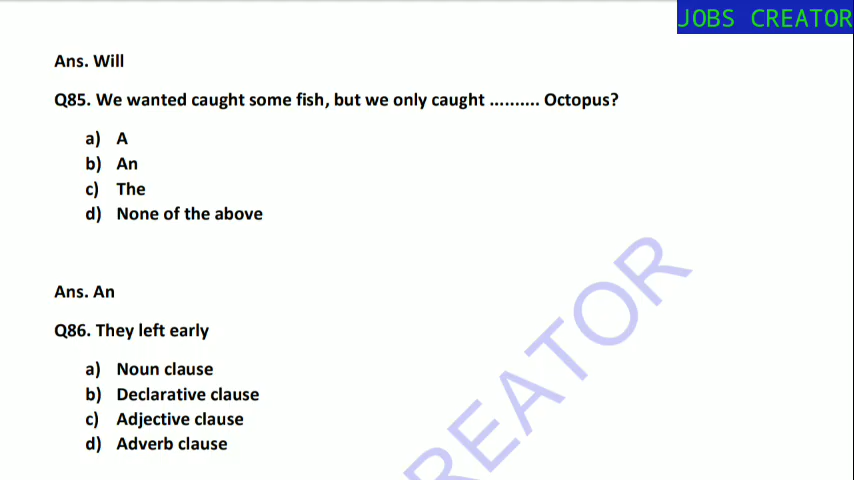 JOBS CREATOR
Ans. Will
Q85. We wanted caught some fish, but we only caught .......... Octopus?
a) A
b) An
c) The
d) None of the above
Ans. An
Q86. They left early
a) Noun clause
b) Declarative clause
c) Adjective clause
d) Adverb clause
REATOR